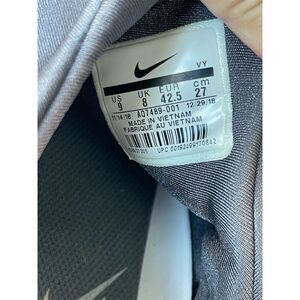 VY
US UK EUR cm
9 8 42.5 27
11/14/18 AO7489-001 12/29/18
MADE IN VIETNAM
FABRIQUE AU VIETNAM